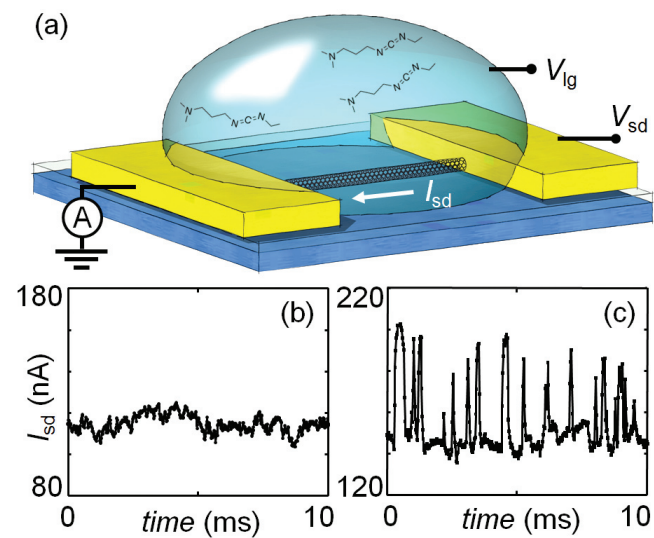 (a)
N N=C=N
N N=C=N
N N=C=N
V_lg
V_sd
I_sd
A
180
(b)
I_sd (nA)
80
0
10
time (ms)
220
(c)
120
0
10
time (ms)